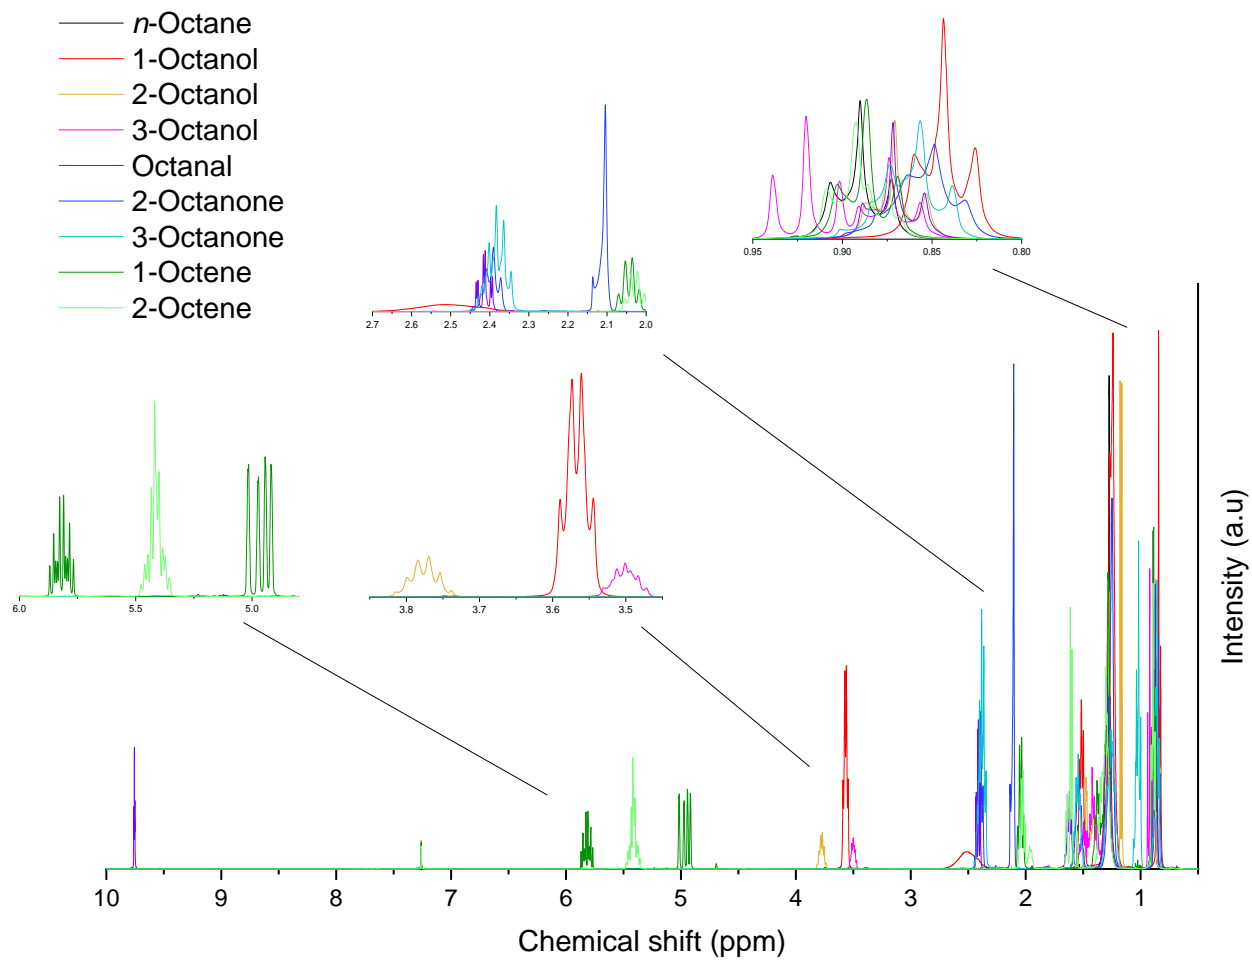 n-Octane
1-Octanol
2-Octanol
3-Octanol
Octanal
2-Octanone
3-Octanone
1-Octene
2-Octene
0.95 0.90 0.85 0.80
2.7 2.6 2.5 2.4 2.3 2.2 2.1 2.0
6.0 5.5 5.0
3.8 3.7 3.6 3.5
Intensity (a.u)
10 9 8 7 6 5 4 3 2 1
Chemical shift (ppm)